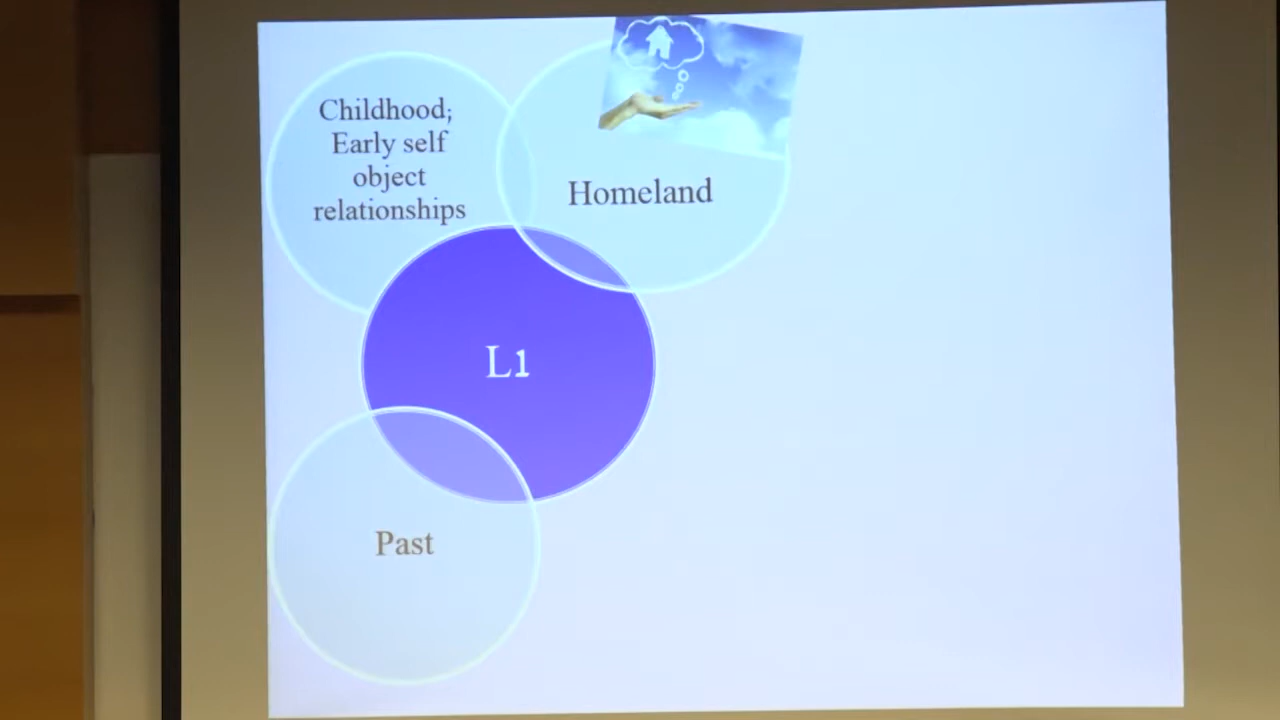 Childhood;
Early self
object
relationships
Homeland
L1
Past